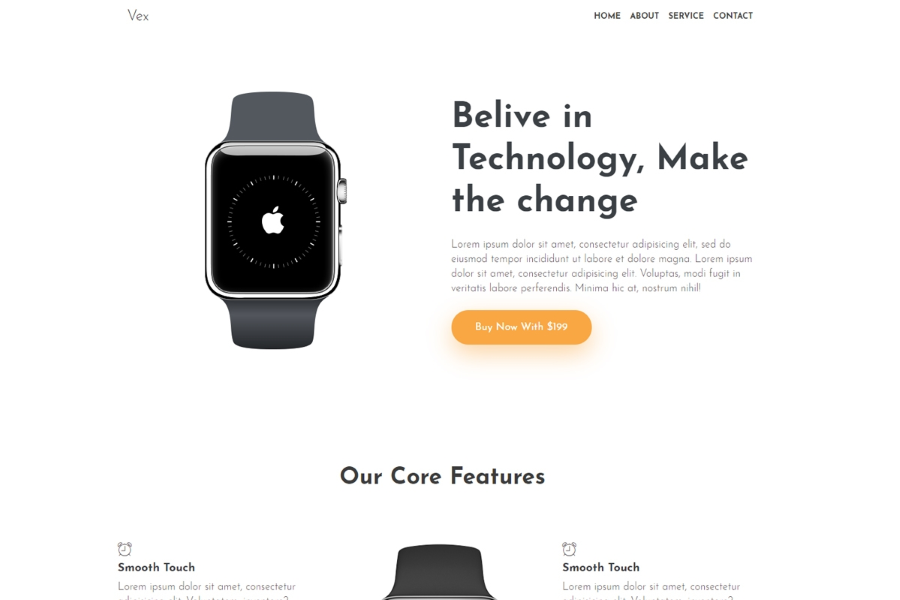 Vex
HOME ABOUT SERVICE CONTACT
Belive in
Technology, Make
the change
Lorem ipsum dolor sit amet, consectetur adipisicing elit, sed do
eiusmod tempor incididunt ut labore et dolore magna. Lorem ipsum
dolor sit amet, consectetur adipisicing elit. Voluptas, modi fugit in
veritatis labore perferendis. Minima hic at, nostrum nihil!
Buy Now With $199
Our Core Features
Smooth Touch
Lorem ipsum dolor sit amet, consectetur
Smooth Touch
Lorem ipsum dolor sit amet, consectetur